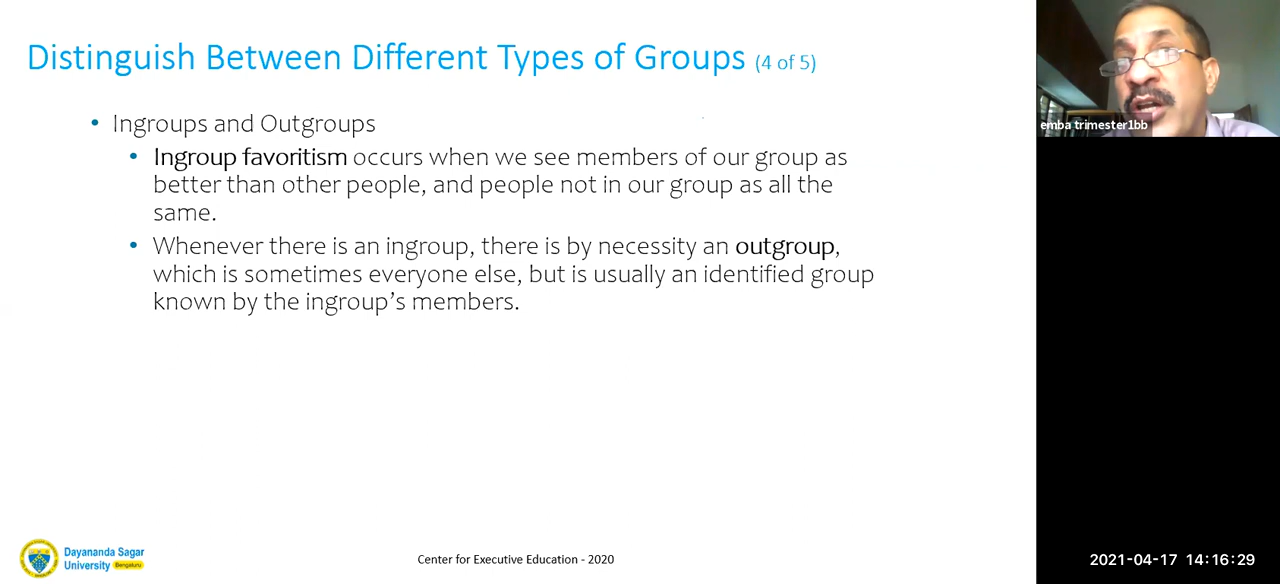 Distinguish Between Different Types of Groups (4 of 5)
• Ingroups and Outgroups
• Ingroup favoritism occurs when we see members of our group as
better than other people, and people not in our group as all the
same.
• Whenever there is an ingroup, there is by necessity an outgroup,
which is sometimes everyone else, but is usually an identified group
known by the ingroup’s members.
emba trimester1bb
Dayananda Sagar
University Bengaluru
Center for Executive Education - 2020
2021-04-17 14:16:29